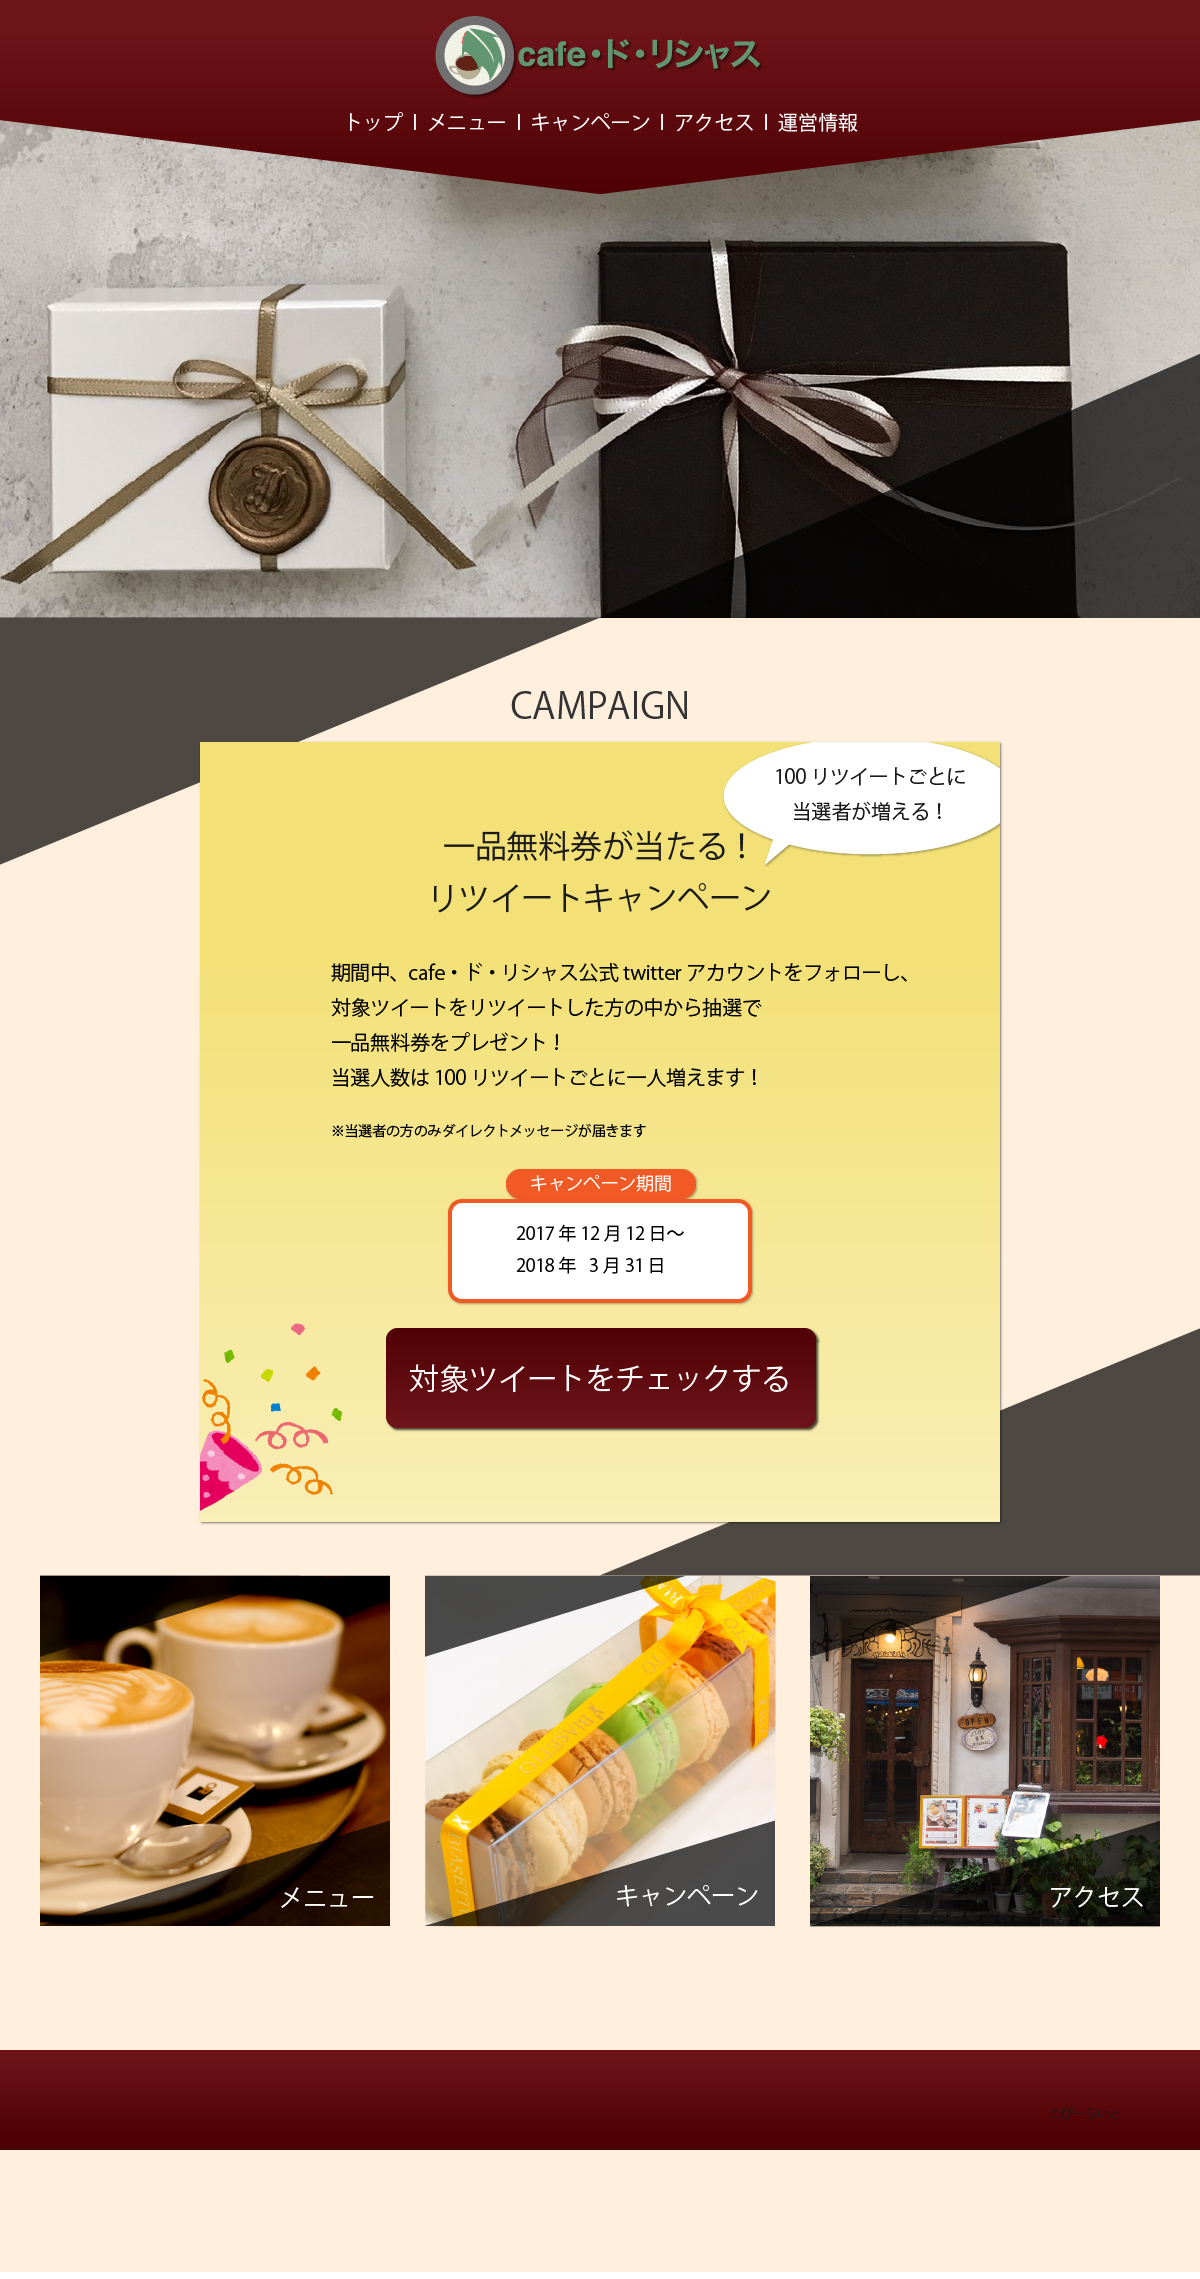 cafe・ド・リシャス
トップ | メニュー | キャンペーン | アクセス | 運営情報
CAMPAIGN
100 リツイートごとに
当選者が増える！
一品無料券が当たる！
リツイートキャンペーン
期間中、cafe・ド・リシャス公式 twitter アカウントをフォローし、
対象ツイートをリツイートした方の中から抽選で
一品無料券をプレゼント！
当選人数は 100 リツイートごとに一人増えます！
※当選者の方のみダイレクトメッセージが届きます
キャンペーン期間
2017 年 12 月 12 日〜
2018 年 3 月 31 日
対象ツイートをチェックする
OPEN
メニュー
キャンペーン
アクセス